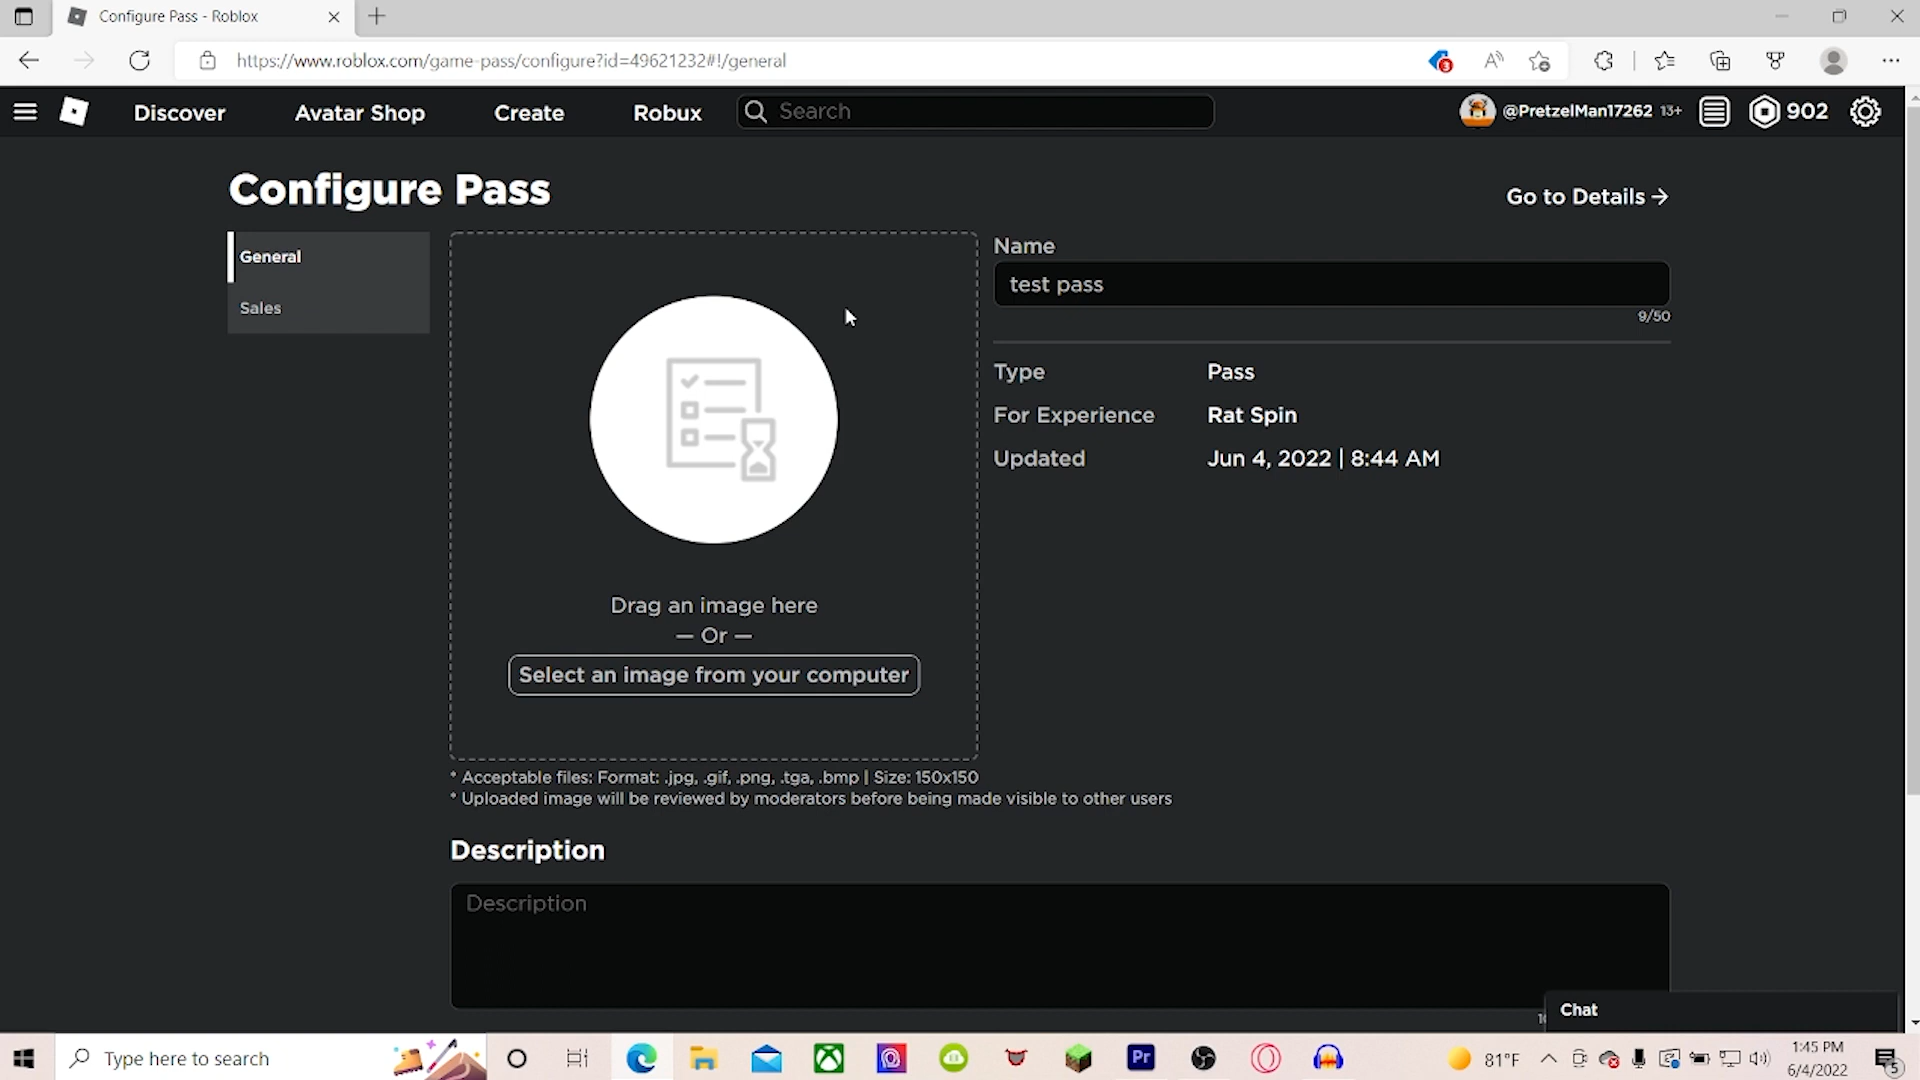 Configure Pass - Roblox
https://www.roblox.com/game-pass/configure?id=49621232#!/general
3
Discover
Avatar Shop
Create
Robux
Search
@PretzelMan17262 13+
902
Configure Pass
Go to Details →
General
Sales
Name
test pass
9/50
Type Pass
For Experience Rat Spin
Updated Jun 4, 2022 | 8:44 AM
Drag an image here
— Or —
Select an image from your computer
* Acceptable files: Format: .jpg, .gif, .png, .tga, .bmp | Size: 150x150
* Uploaded image will be reviewed by moderators before being made visible to other users
Description
Description
Chat
Type here to search
Pr
81°F
1:45 PM
6/4/2022
5